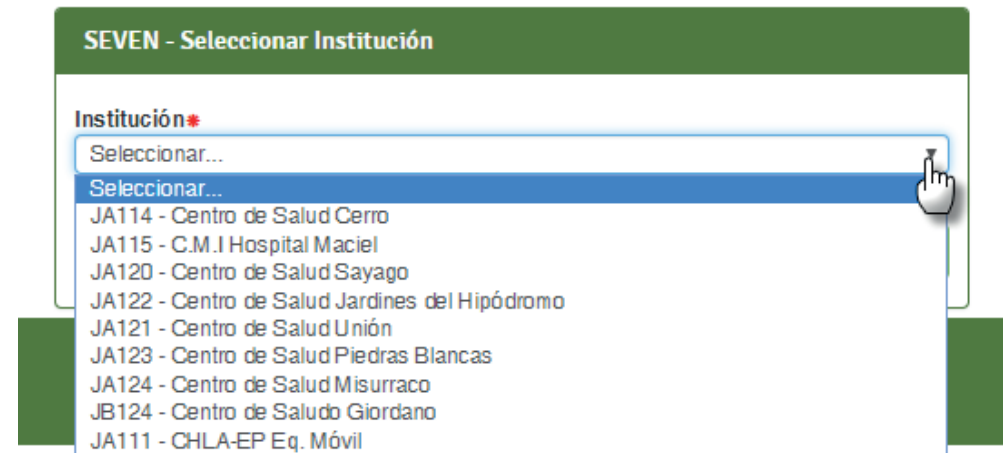 SEVEN - Seleccionar Institución
Institución*
Seleccionar...
Seleccionar...
JA114 - Centro de Salud Cerro
JA115 - C.M.I Hospital Maciel
JA120 - Centro de Salud Sayago
JA122 - Centro de Salud Jardines del Hipódromo
JA121 - Centro de Salud Unión
JA123 - Centro de Salud Piedras Blancas
JA124 - Centro de Salud Misurraco
JB124 - Centro de Saludo Giordano
JA111 - CHLA-EP Eq. Móvil